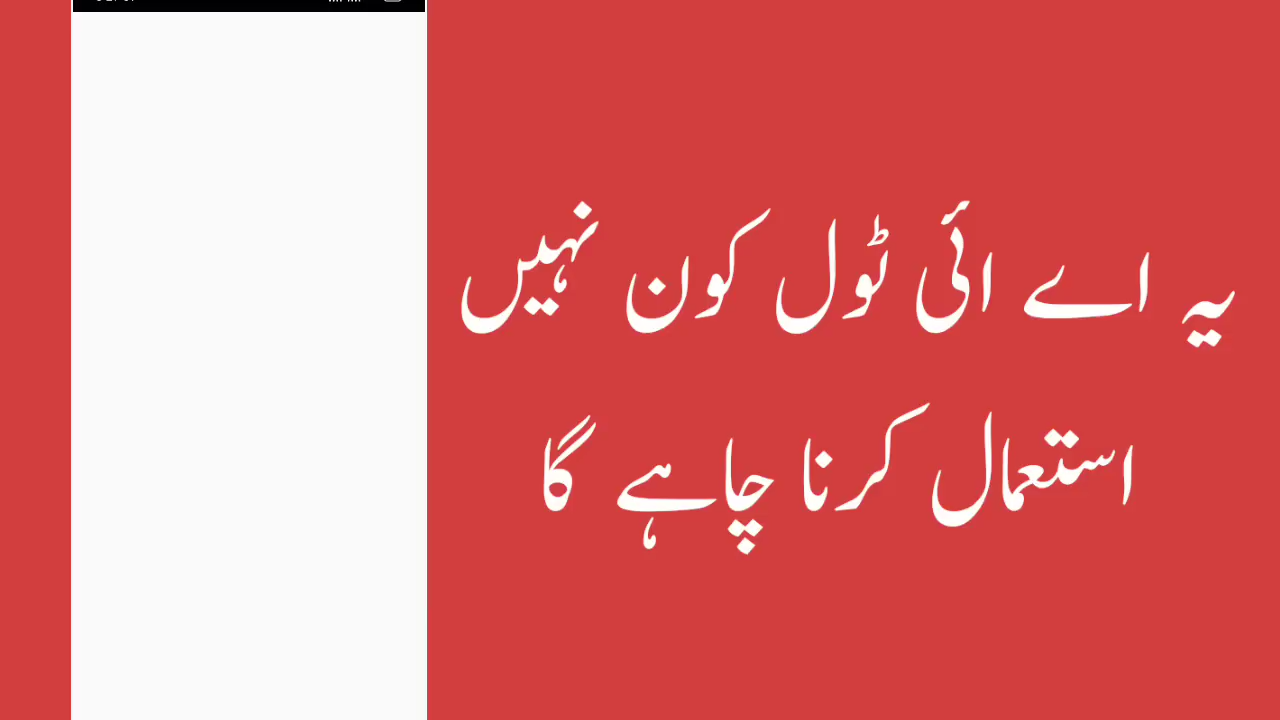 یہ اے ائی ٹول کون نہیں
استعمال کرنا چاہے گا